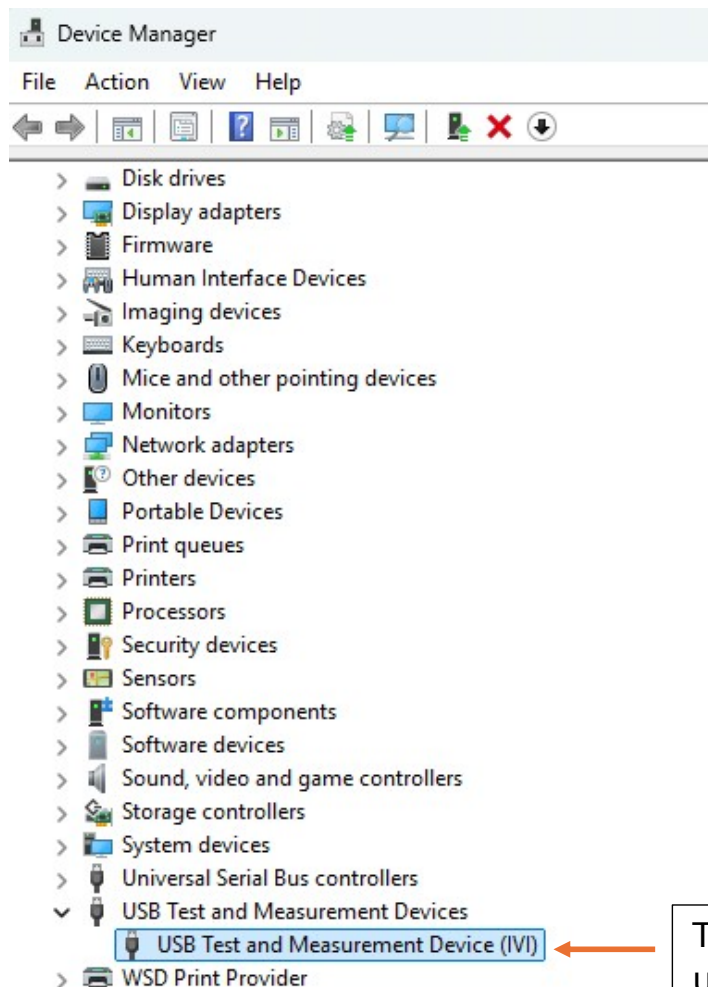 Device Manager
File Action View Help
Disk drives
Display adapters
Firmware
Human Interface Devices
Imaging devices
Keyboards
Mice and other pointing devices
Monitors
Network adapters
Other devices
Portable Devices
Print queues
Printers
Processors
Security devices
Sensors
Software components
Software devices
Sound, video and game controllers
Storage controllers
System devices
Universal Serial Bus controllers
USB Test and Measurement Devices
USB Test and Measurement Device (IVI)
WSD Print Provider